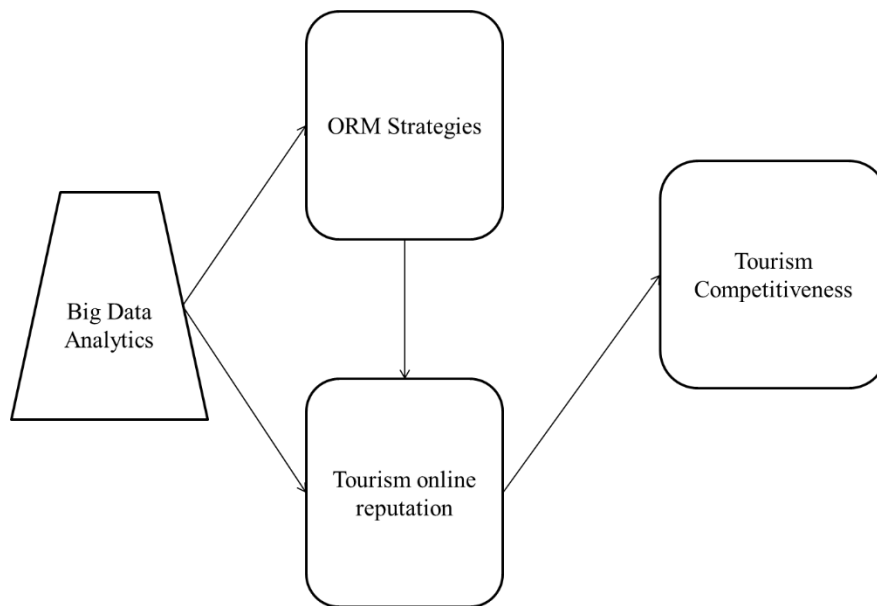 ORM Strategies
Big Data
Analytics
Tourism
Competitiveness
Tourism online
reputation